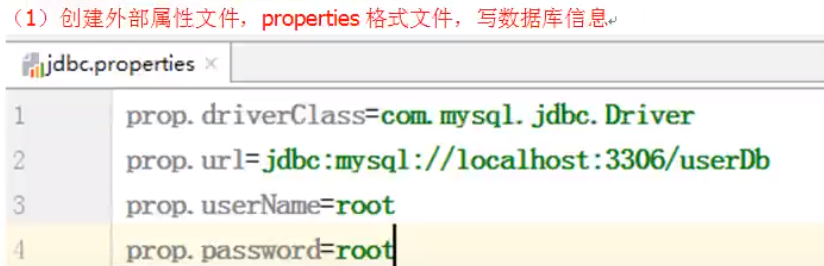 （1）创建外部属性文件，properties 格式文件，写数据库信息
jdbc.properties
1 prop.driverClass=com.mysql.jdbc.Driver
2 prop.url=jdbc:mysql://localhost:3306/userDb
3 prop.userName=root
4 prop.password=root